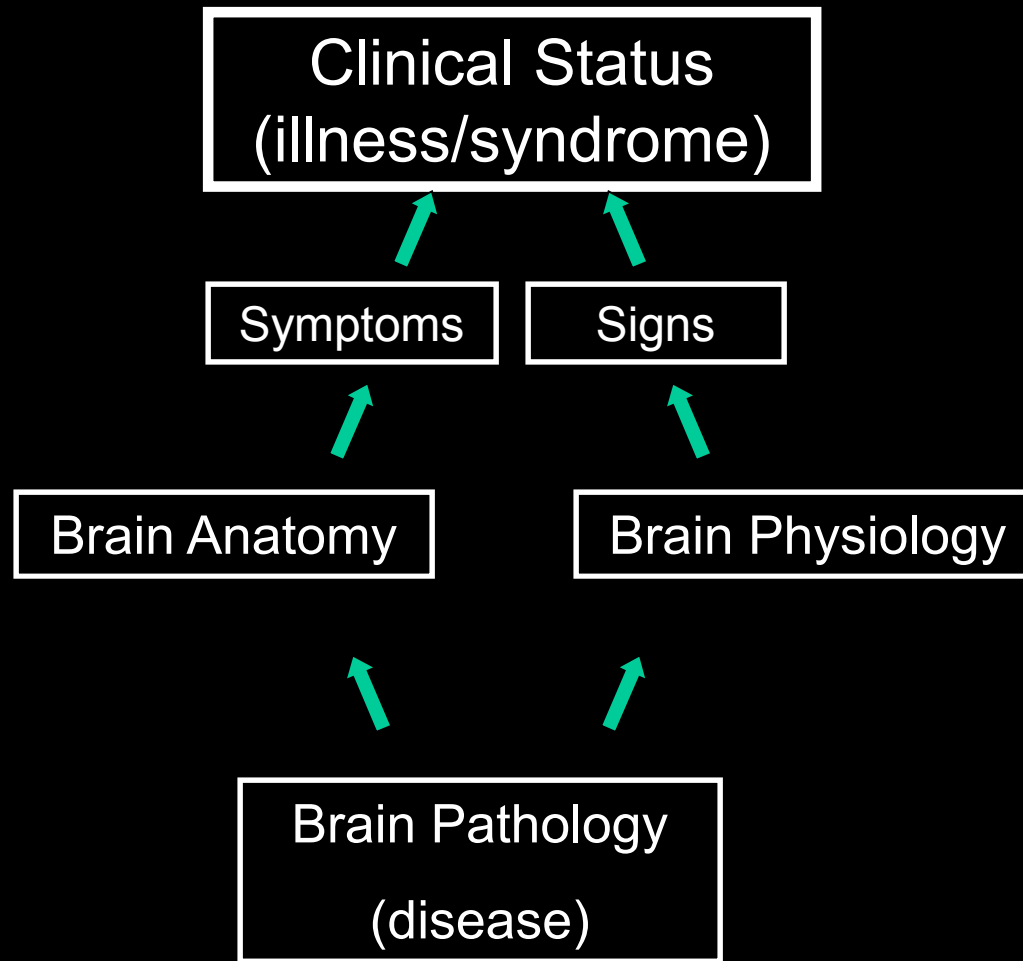 Clinical Status
(illness/syndrome)
Symptoms
Signs
Brain Anatomy
Brain Physiology
Brain Pathology
(disease)